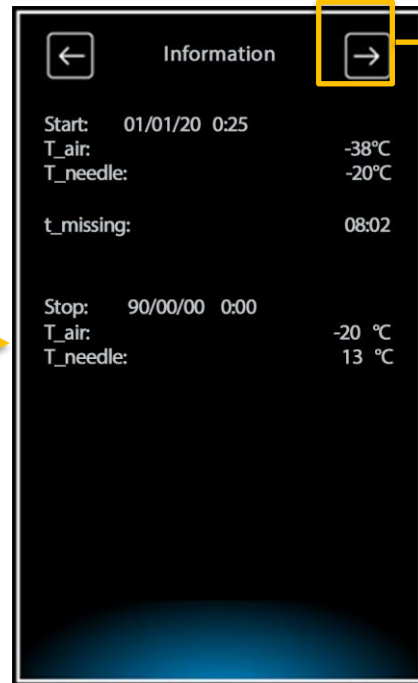 Information
Start: 01/01/20 0:25
T_air: -38°C
T_needle: -20°C
t_missing: 08:02
Stop: 90/00/00 0:00
T_air: -20 °C
T_needle: 13 °C